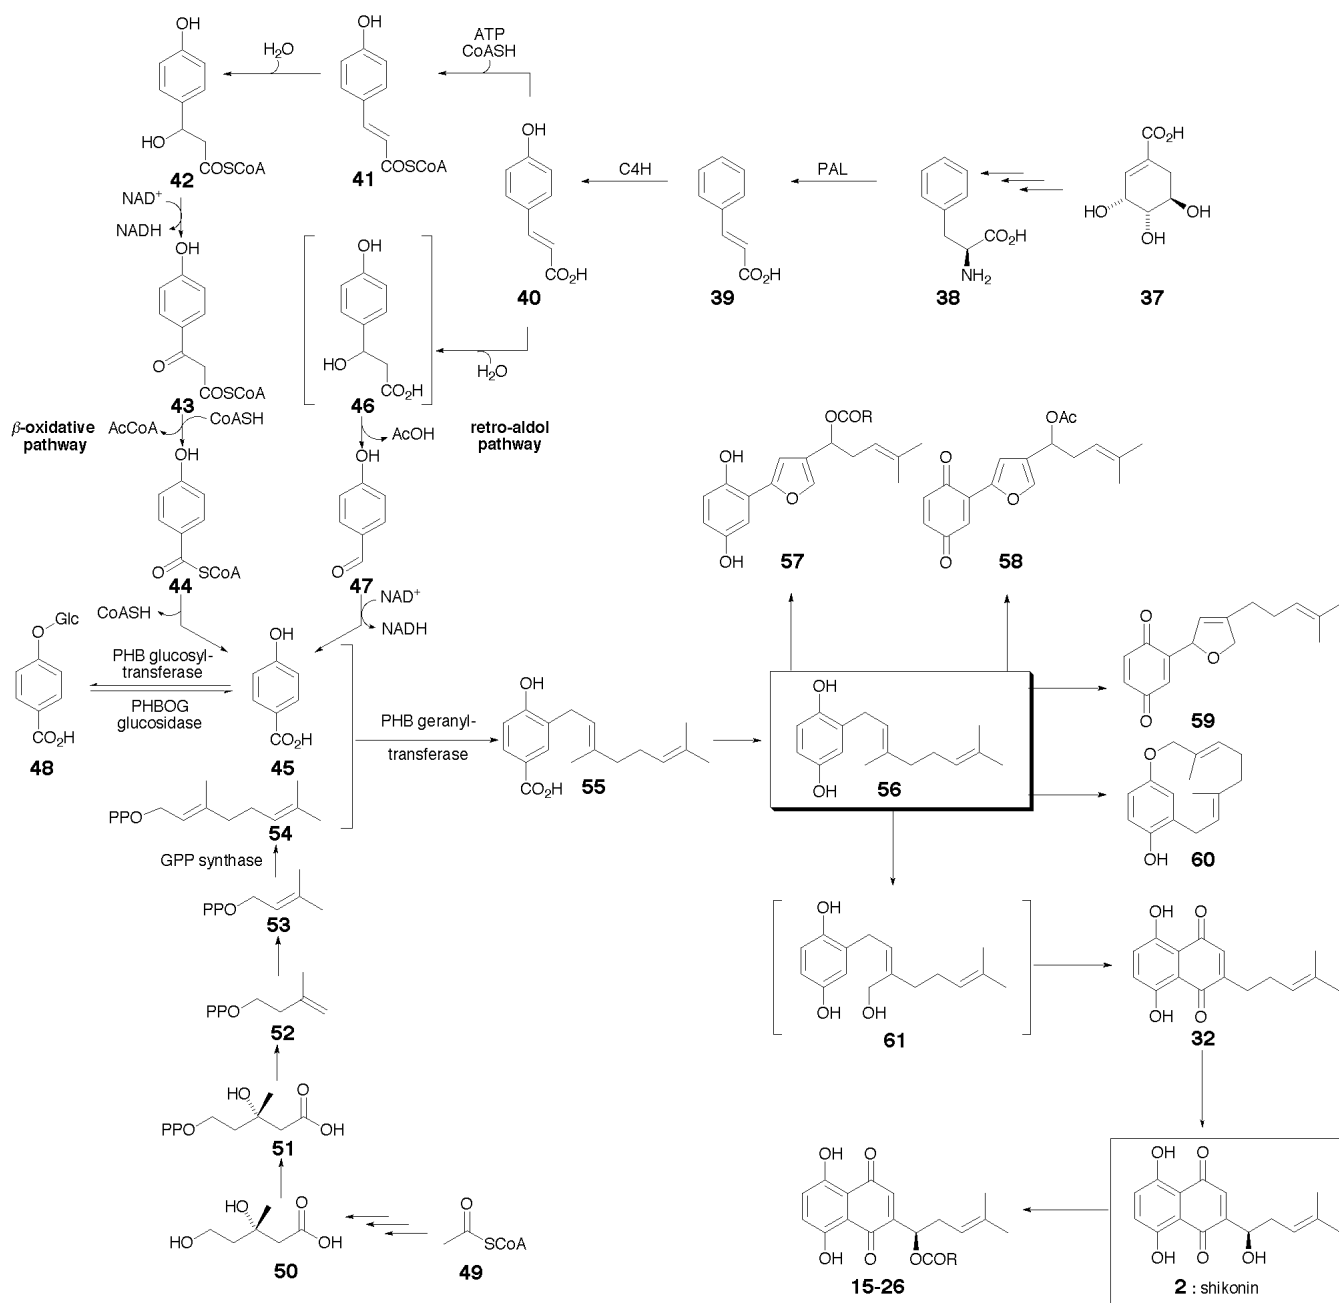 OH
OH
ATP
CoASH
H₂O
HO
COSCoA
42
COSCoA
41
OH
CO₂H
40
C4H
CO₂H
39
PAL
CO₂H
NH₂
38
CO₂H
HO
OH
OH
37
NAD⁺
NADH
OH
O
COSCoA
43
OH
HO
CO₂H
46
H₂O
β-oxidative
pathway
AcCoA
CoASH
AcOH
retro-aldol
pathway
OH
O
SCoA
44
OH
O
47
CoASH
NAD⁺
NADH
OCOR
OH
O
OH
57
OAc
O
O
O
58
O
Glc
CO₂H
48
PHB glucosyl-
transferase
PHBOG
glucosidase
OH
CO₂H
45
PHB geranyl-
transferase
OH
CO₂H
55
OH
OH
56
O
O
O
59
O
OH
60
PPO
54
GPP synthase
PPO
53
PPO
52
HO
O
PPO
OH
51
HO
O
HO
OH
50
O
SCoA
49
OH
OH
OH
61
OH
O
OH
O
32
OH
O
OH
O
OCOR
15-26
OH
O
OH
O
OH
2 : shikonin